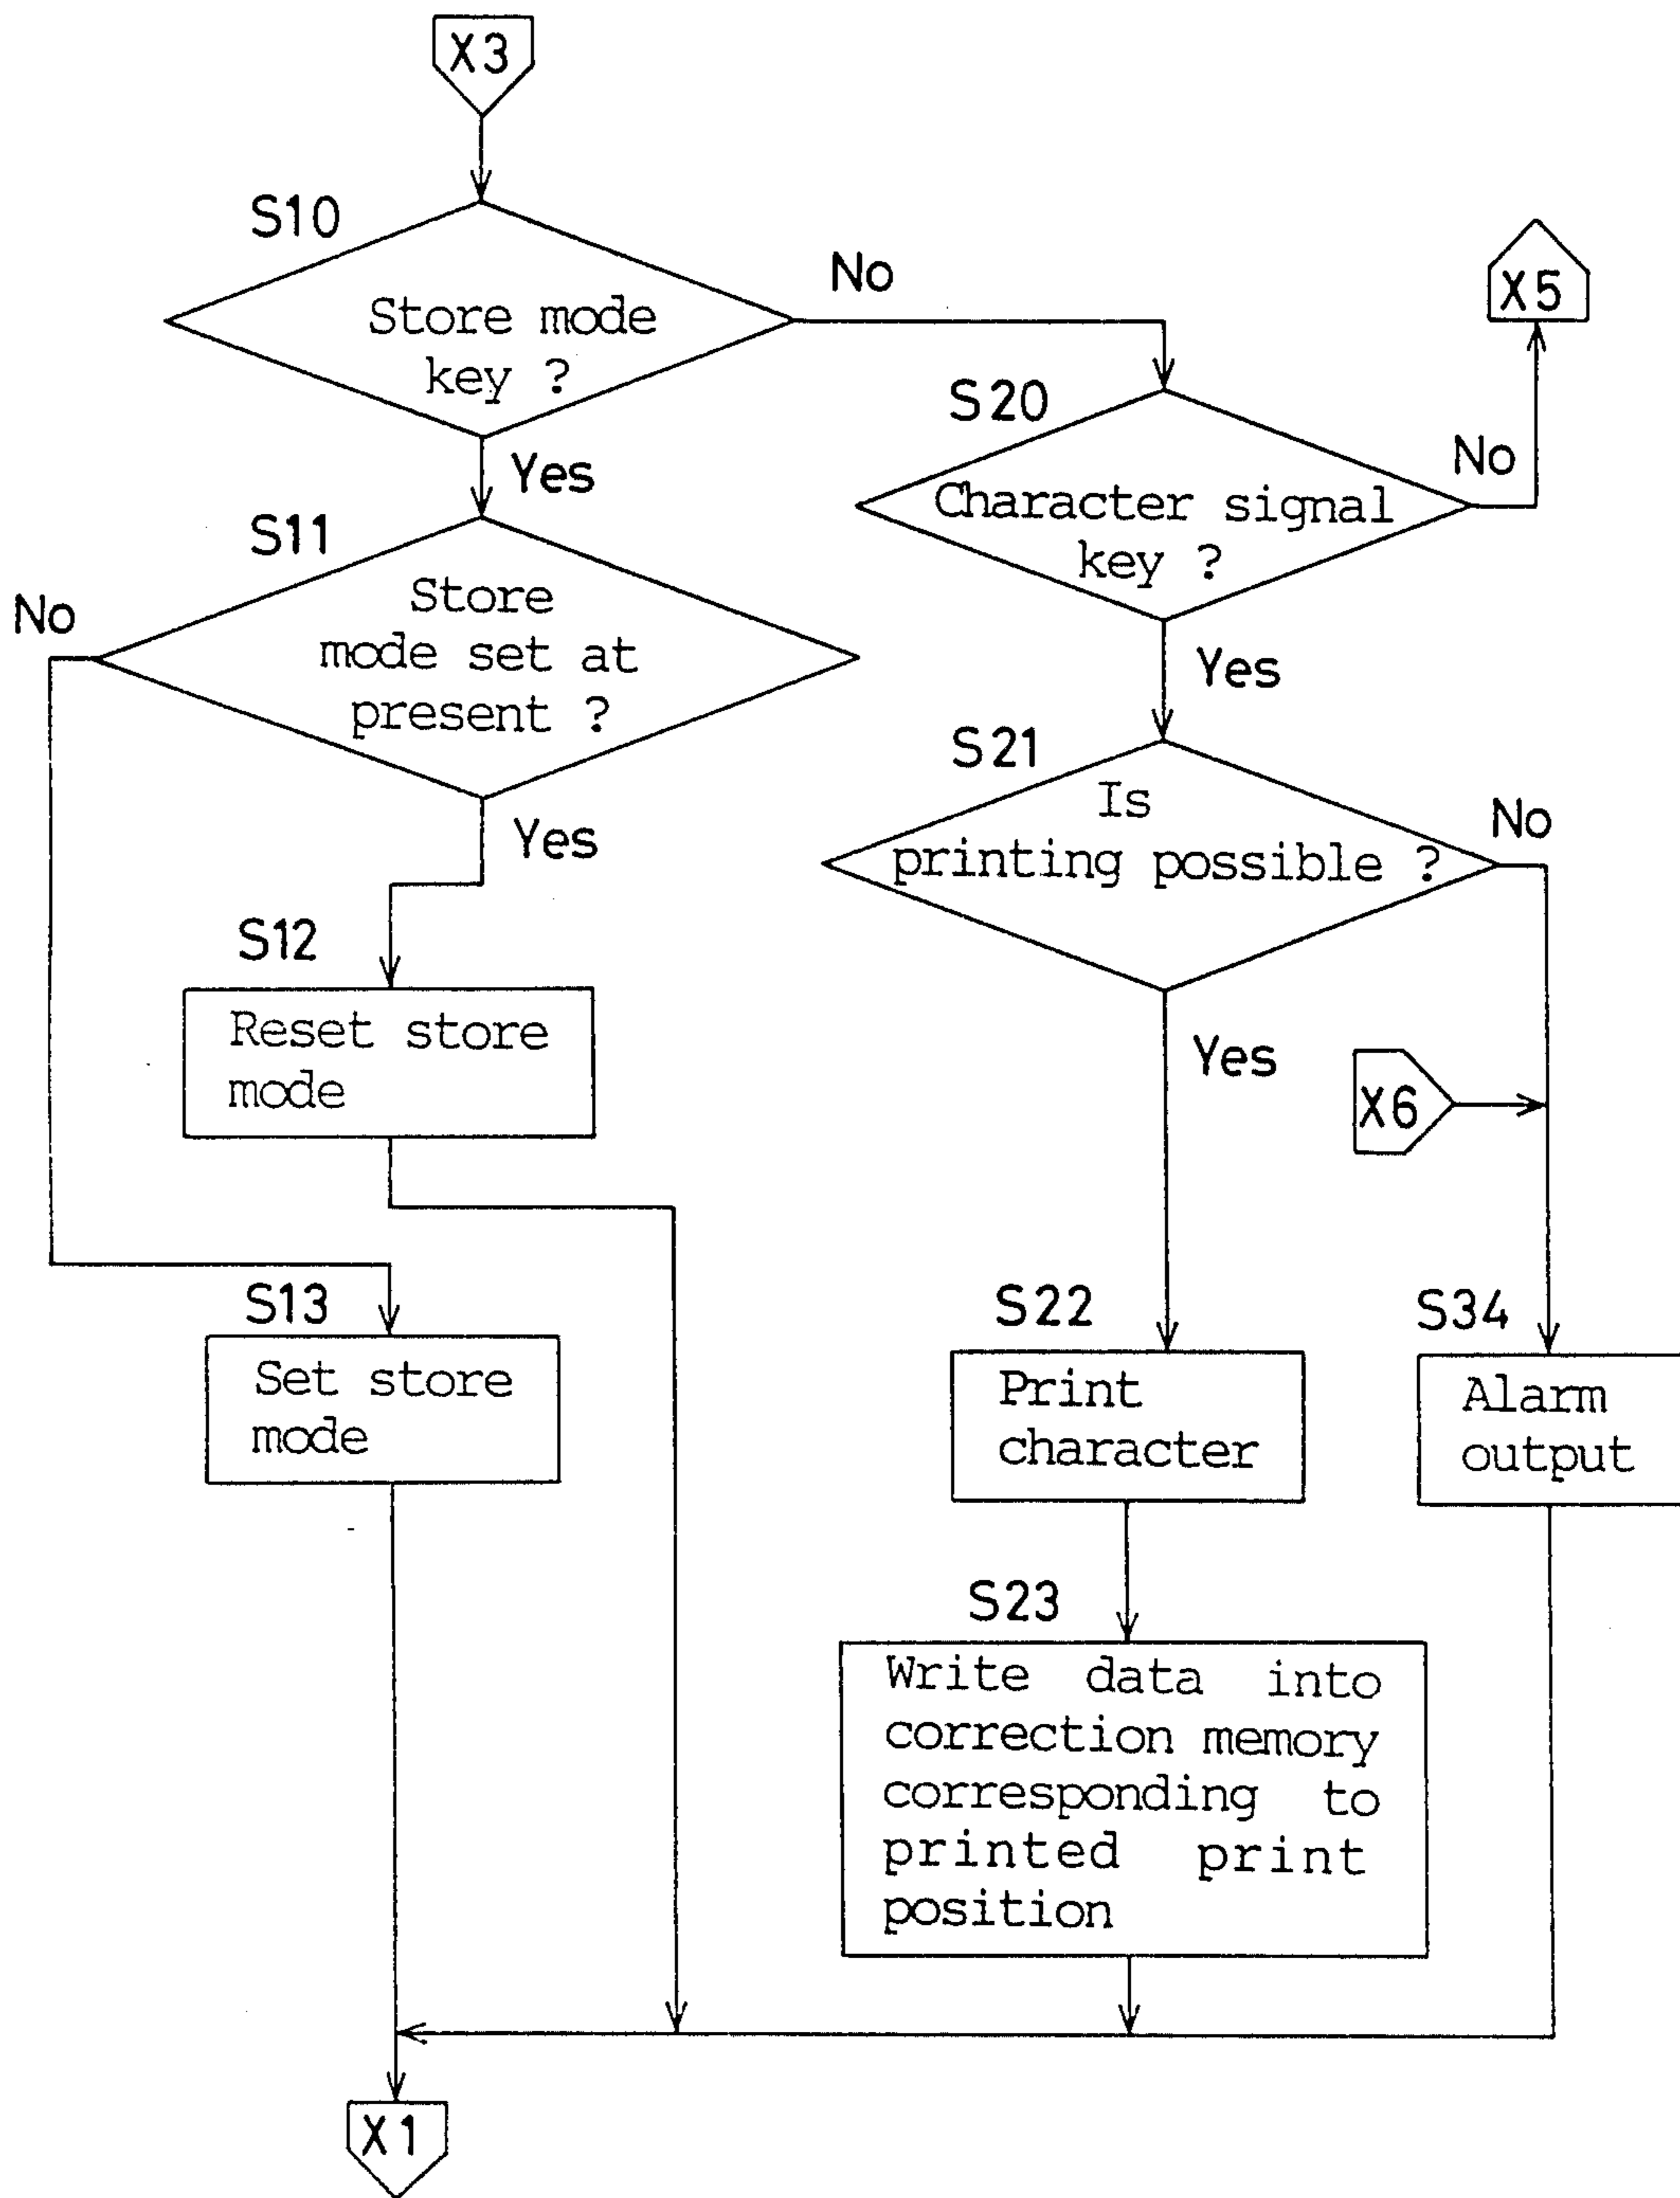 X3
S10
Store mode
key ?
No
Yes
X5
S20
Character signal
key ?
No
Yes
S11
Store
mode set at
present ?
No
Yes
S21
Is
printing possible ?
No
Yes
S12
Reset store
mode
X6
S13
Set store
mode
S22
Print
character
S34
Alarm
output
S23
Write data into
correction memory
corresponding to
printed print
position
X1